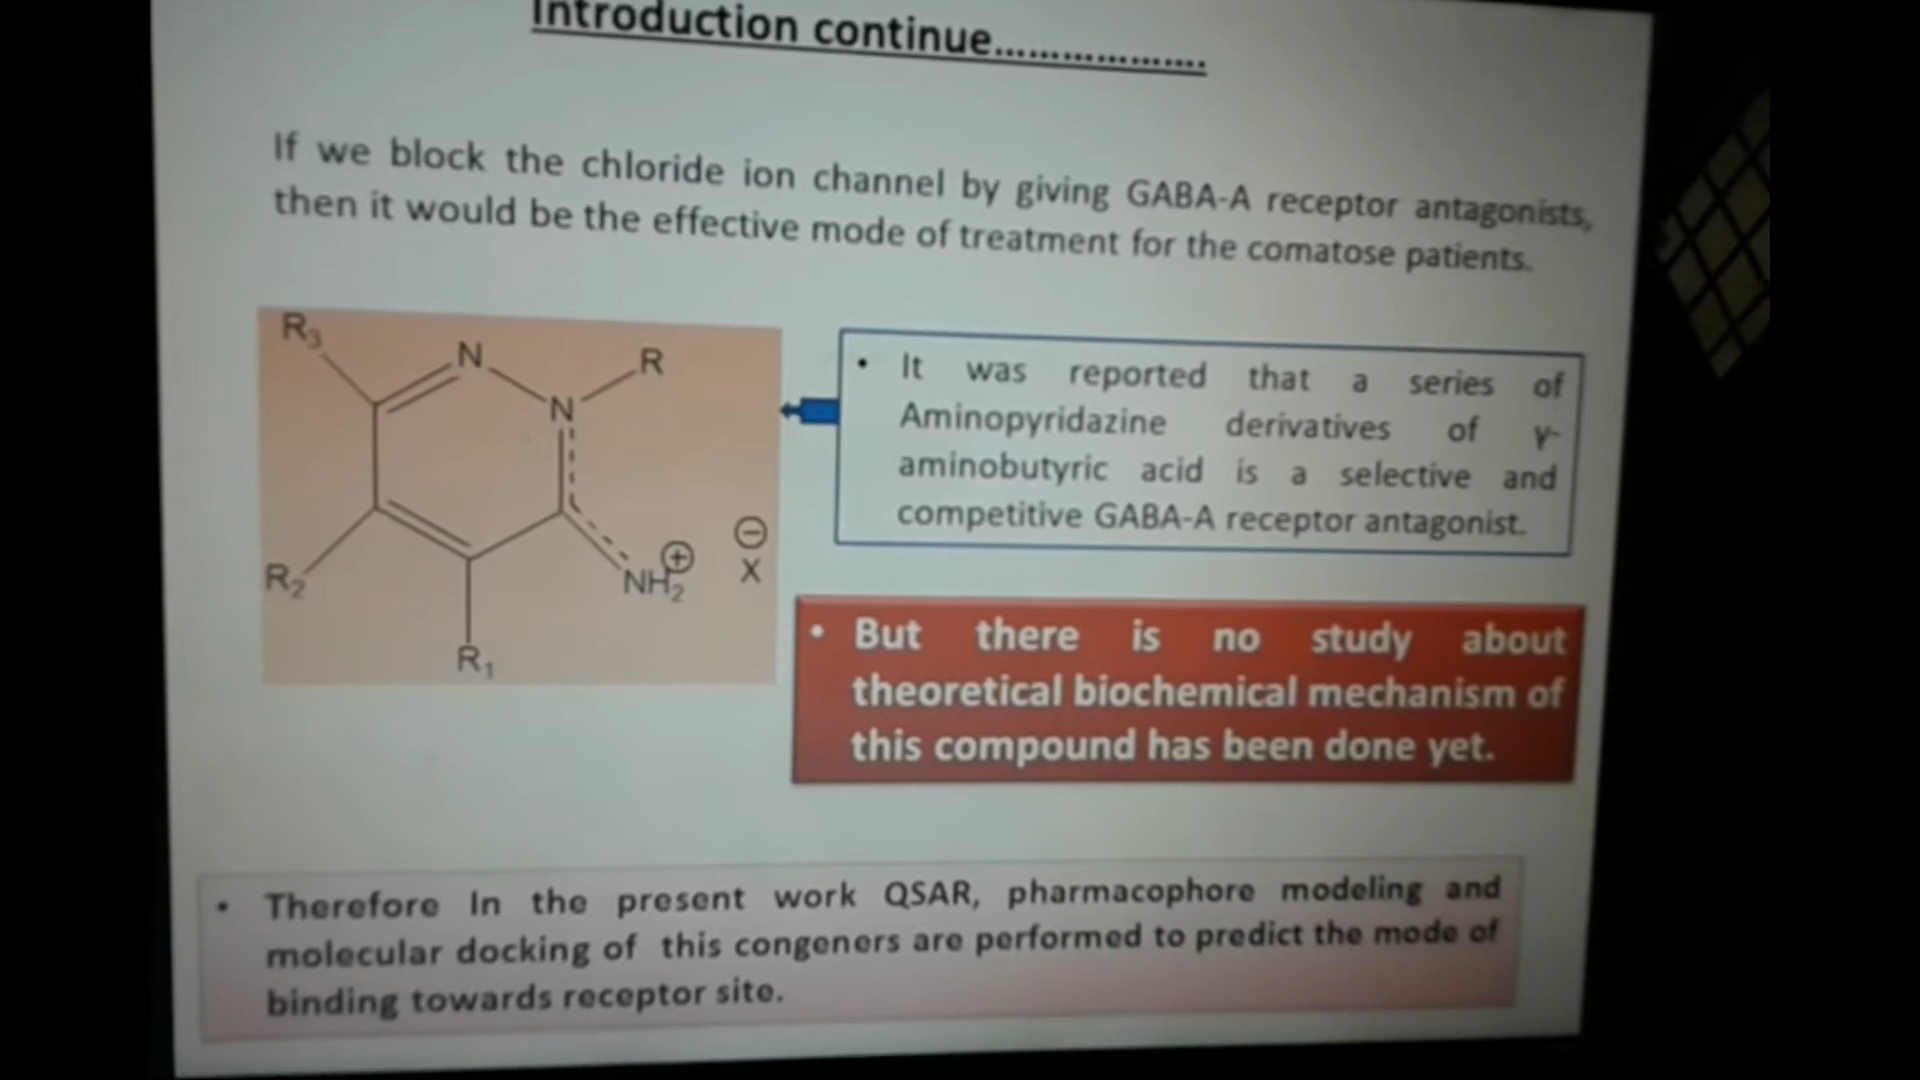 Introduction continue...................
If we block the chloride ion channel by giving GABA-A receptor antagonists,
then it would be the effective mode of treatment for the comatose patients.
R3
N
R
N
R2
NH2
⊕
⊖
X
R1
• It was reported that a series of
Aminopyridazine derivatives of γ-
aminobutyric acid is a selective and
competitive GABA-A receptor antagonist.
• But there is no study about
theoretical biochemical mechanism of
this compound has been done yet.
• Therefore In the present work QSAR, pharmacophore modeling and
molecular docking of this congeners are performed to predict the mode of
binding towards receptor site.